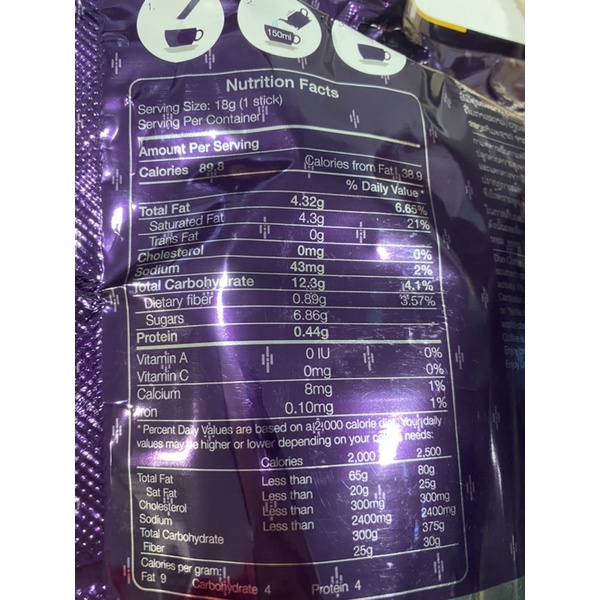 1.
2.
150ml
Nutrition Facts
Serving Size: 18g (1 stick)
Serving Per Container
Amount Per Serving
Calories 89.8 Calories from Fat 38.9
% Daily Value *
Total Fat 4.32g 6.65%
Saturated Fat 4.3g 21%
Trans Fat 0g
Cholesterol 0mg 0%
Sodium 43mg 2%
Total Carbohydrate 12.3g 4.1%
Dietary fiber 0.89g 3.57%
Sugars 6.86g
Protein 0.44g
Vitamin A 0 IU 0%
Vitamin C 0mg 0%
Calcium 8mg 1%
Iron 0.10mg 1%
* Percent Daily Values are based on a 2,000 calorie diet. Your daily
values may be higher or lower depending on your needs:
Calories 2,000 2,500
Total Fat Less than 65g 80g
Sat Fat Less than 20g 25g
Cholesterol Less than 300mg 300mg
Sodium Less than 2400mg 2400mg
Total Carbohydrate 300g 375g
Fiber 25g 30g
Calories per gram:
Fat 9 Carbohydrate 4 Protein 4